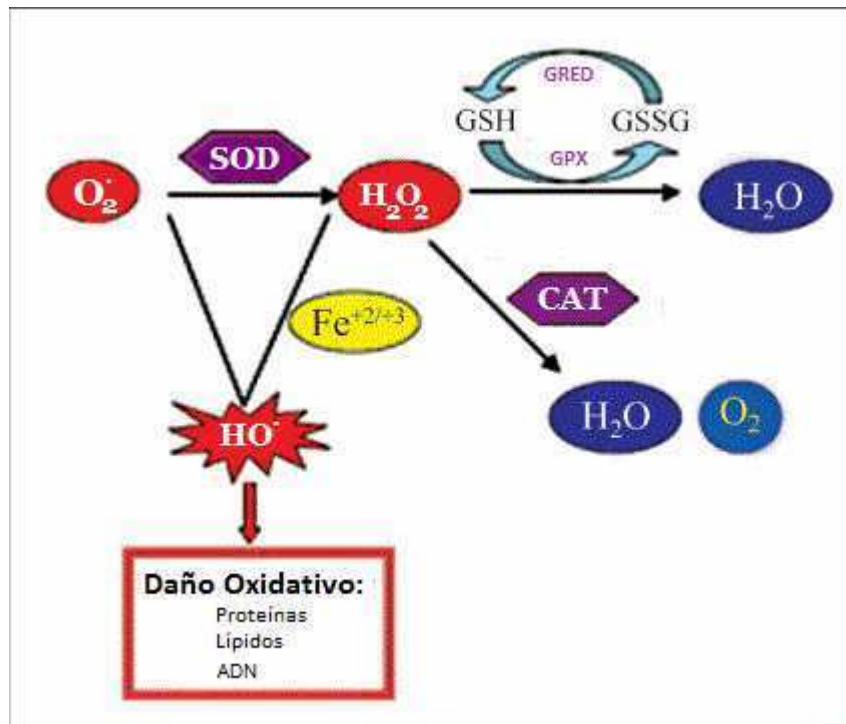 GRED
GSH GSSG
GPX
SOD
O₂˙ H₂O₂ H₂O
CAT
Fe⁺²/⁺³
H₂O O₂
HO˙
Daño Oxidativo:
Proteínas
Lípidos
ADN